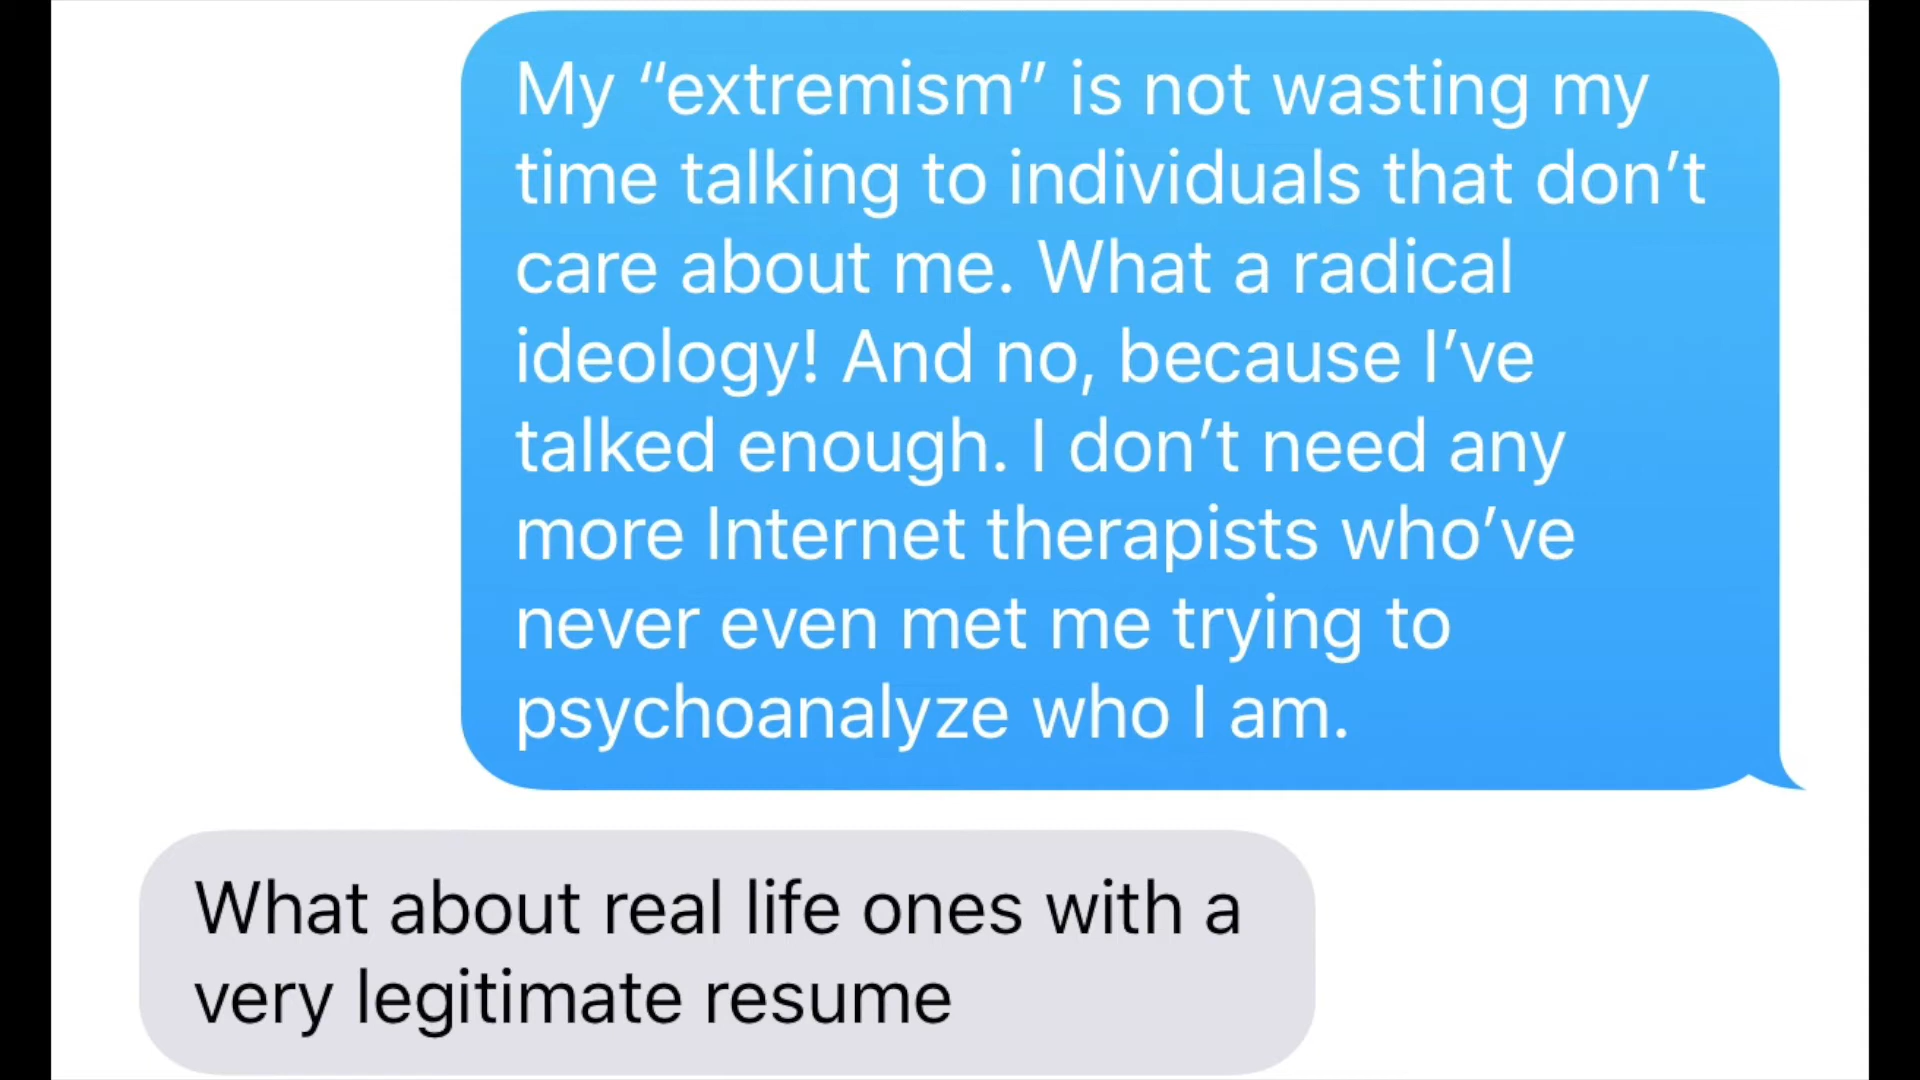 My “extremism” is not wasting my
time talking to individuals that don’t
care about me. What a radical
ideology! And no, because I’ve
talked enough. I don’t need any
more Internet therapists who’ve
never even met me trying to
psychoanalyze who I am.
What about real life ones with a
very legitimate resume